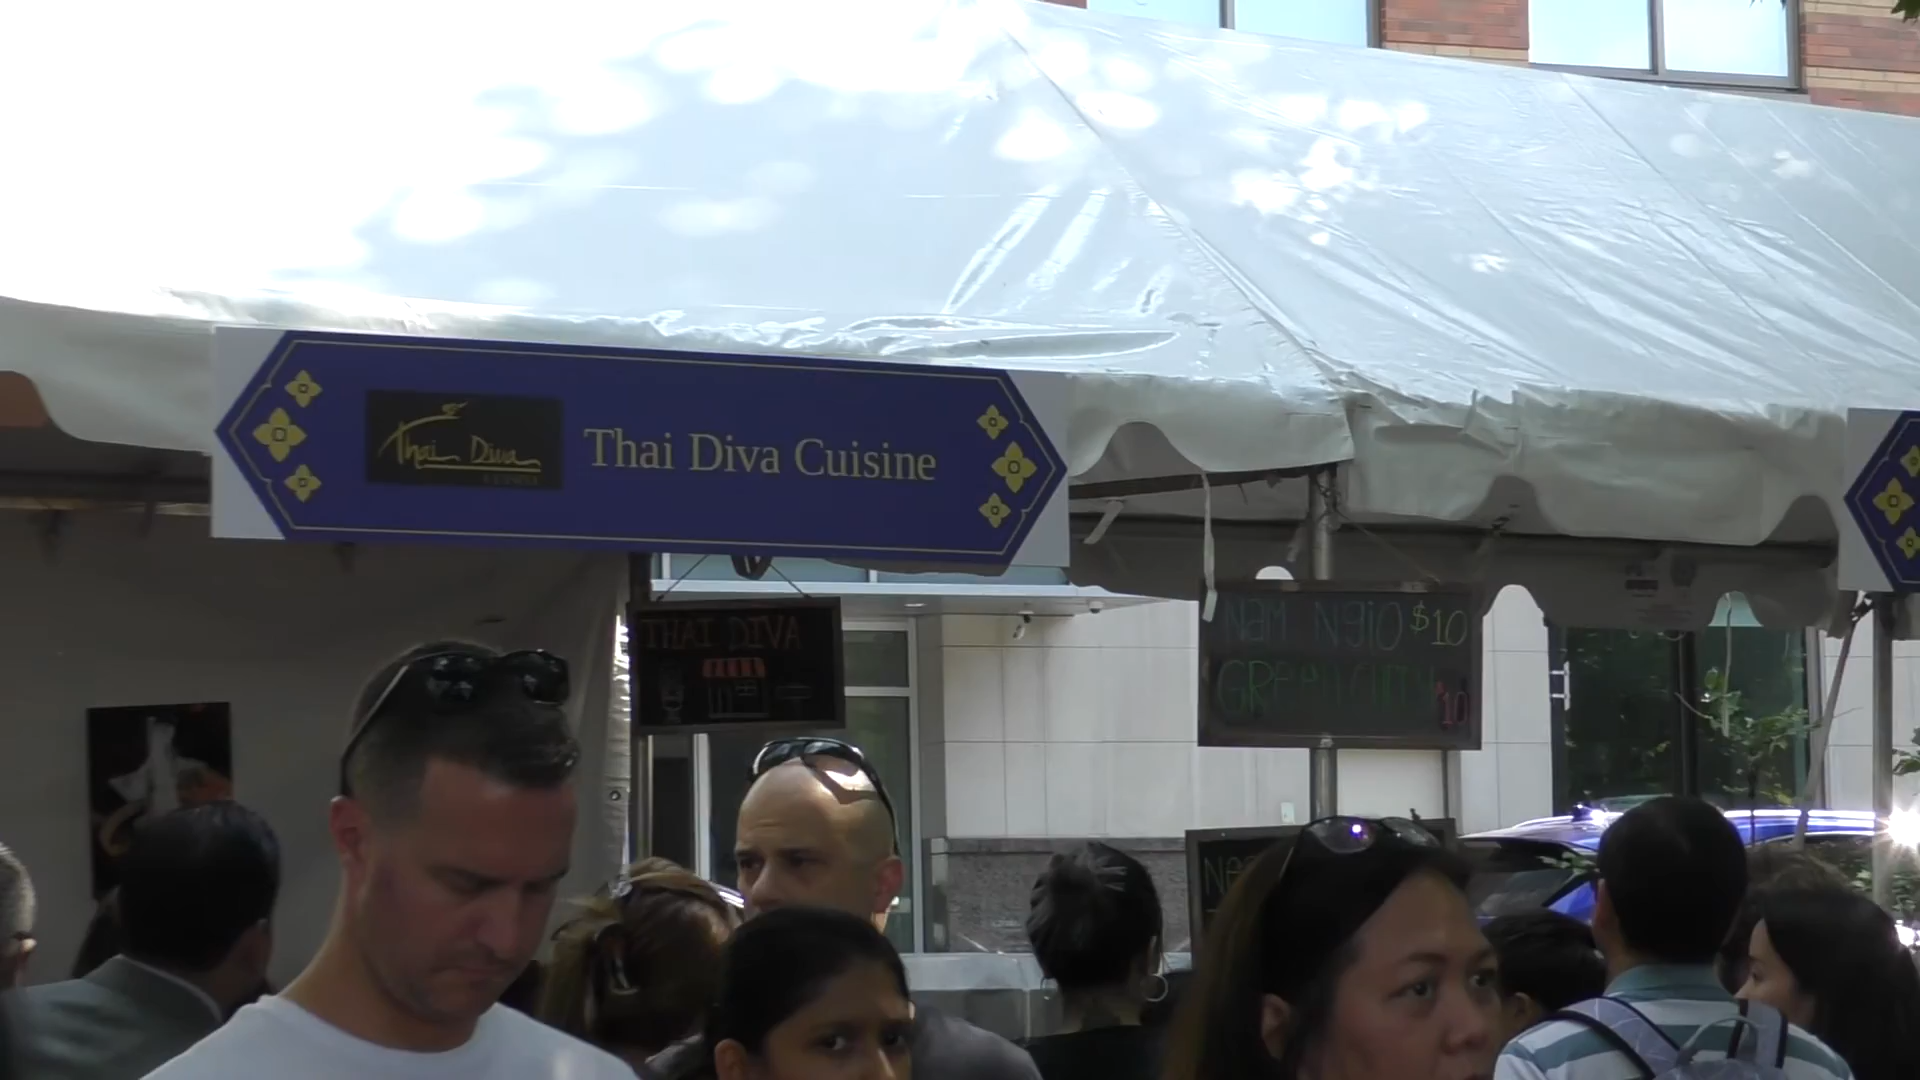 Thai Diva
Thai Diva Cuisine
THAI DIVA
Nam Ngio $10
GREEN CURRY $10